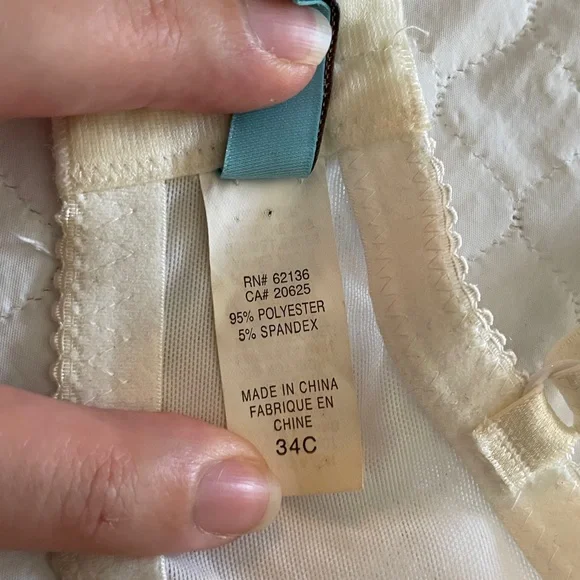 RN# 62136
CA# 20625
95% POLYESTER
5% SPANDEX
MADE IN CHINA
FABRIQUE EN
CHINE
34C